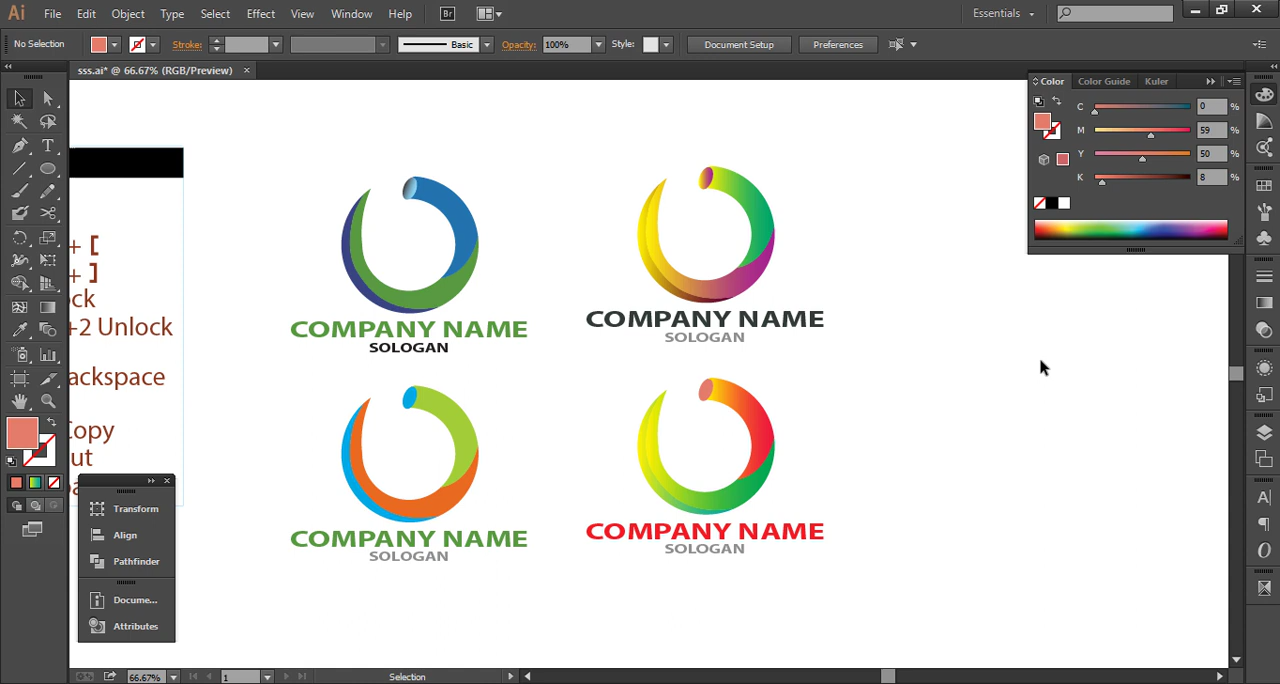 Ai File Edit Object Type Select Effect View Window Help Br Essentials
No Selection Stroke: Basic Opacity: 100% Style: Document Setup Preferences
sss.ai* @ 66.67% (RGB/Preview) ×
Color Color Guide Kuler
C 0 %
M 59 %
Y 50 %
K 8 %
+ [
+ ]
ock
+2 Unlock
ackspace
Copy
ut
COMPANY NAME
SOLOGAN
COMPANY NAME
SOLOGAN
COMPANY NAME
SOLOGAN
COMPANY NAME
SOLOGAN
Transform
Align
Pathfinder
Docume...
Attributes
66.67% 1 Selection